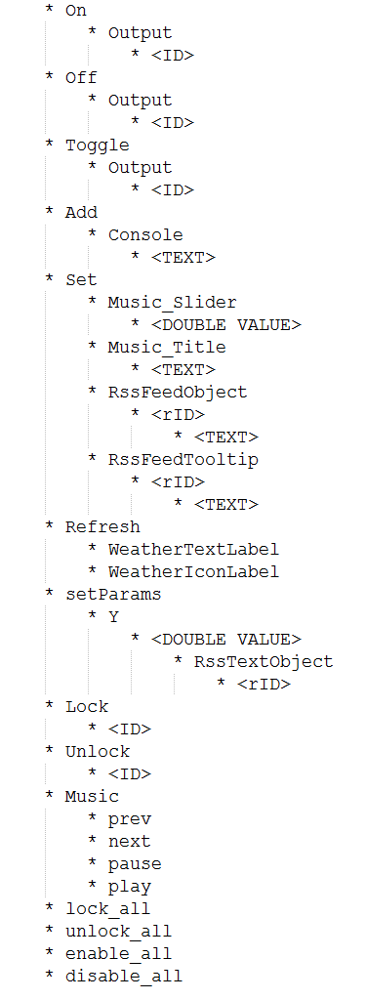 * On
* Output
* <ID>
* Off
* Output
* <ID>
* Toggle
* Output
* <ID>
* Add
* Console
* <TEXT>
* Set
* Music_Slider
* <DOUBLE VALUE>
* Music_Title
* <TEXT>
* RssFeedObject
* <rID>
* <TEXT>
* RssFeedTooltip
* <rID>
* <TEXT>
* Refresh
* WeatherTextLabel
* WeatherIconLabel
* setParams
* Y
* <DOUBLE VALUE>
* RssTextObject
* <rID>
* Lock
* <ID>
* Unlock
* <ID>
* Music
* prev
* next
* pause
* play
* lock_all
* unlock_all
* enable_all
* disable_all